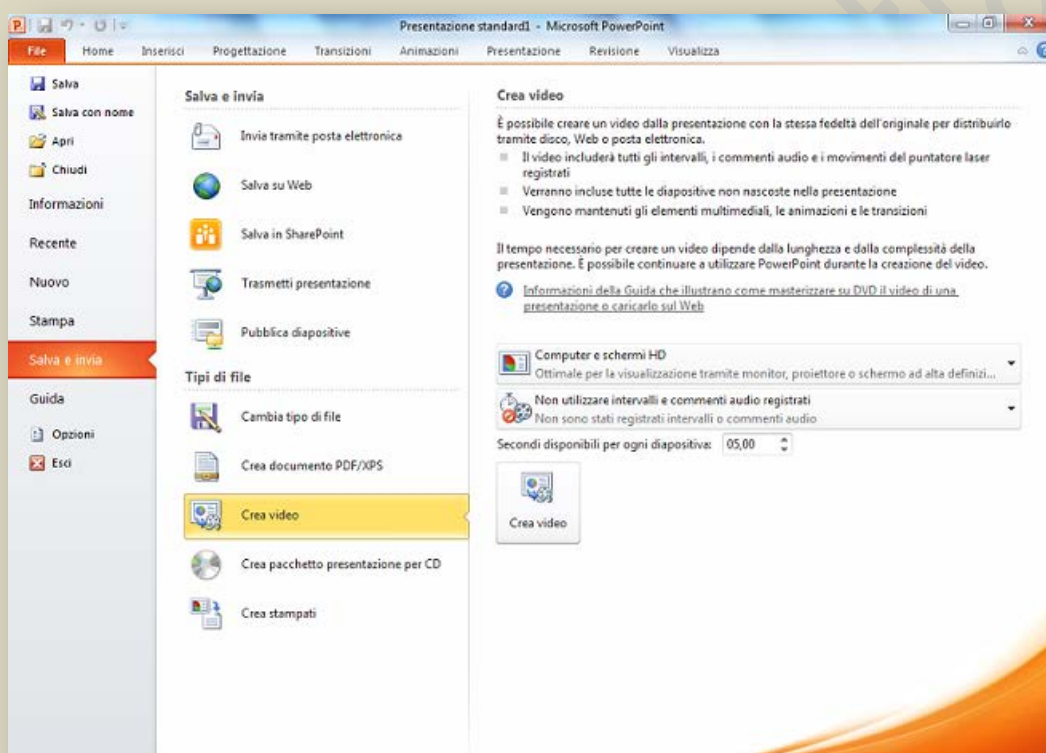 Presentazione standard1 - Microsoft PowerPoint
File Home Inserisci Progettazione Transizioni Animazioni Presentazione Revisione Visualizza
Salva
Salva con nome
Apri
Chiudi
Informazioni
Recente
Nuovo
Stampa
Salva e invia
Guida
Opzioni
Esci
Salva e invia
Invia tramite posta elettronica
Salva su Web
Salva in SharePoint
Trasmetti presentazione
Pubblica diapositive
Tipi di file
Cambia tipo di file
Crea documento PDF/XPS
Crea video
Crea pacchetto presentazione per CD
Crea stampati
Crea video
È possibile creare un video dalla presentazione con la stessa fedeltà dell'originale per distribuirlo
tramite disco, Web o posta elettronica.
Il video includerà tutti gli intervalli, i commenti audio e i movimenti del puntatore laser
registrati
Verranno incluse tutte le diapositive non nascoste nella presentazione
Vengono mantenuti gli elementi multimediali, le animazioni e le transizioni
Il tempo necessario per creare un video dipende dalla lunghezza e dalla complessità della
presentazione. È possibile continuare a utilizzare PowerPoint durante la creazione del video.
Informazioni della Guida che illustrano come masterizzare su DVD il video di una
presentazione o caricarlo sul Web
Computer e schermi HD
Ottimale per la visualizzazione tramite monitor, proiettore o schermo ad alta definizi...
Non utilizzare intervalli e commenti audio registrati
Non sono stati registrati intervalli o commenti audio
Secondi disponibili per ogni diapositiva: 05,00
Crea video